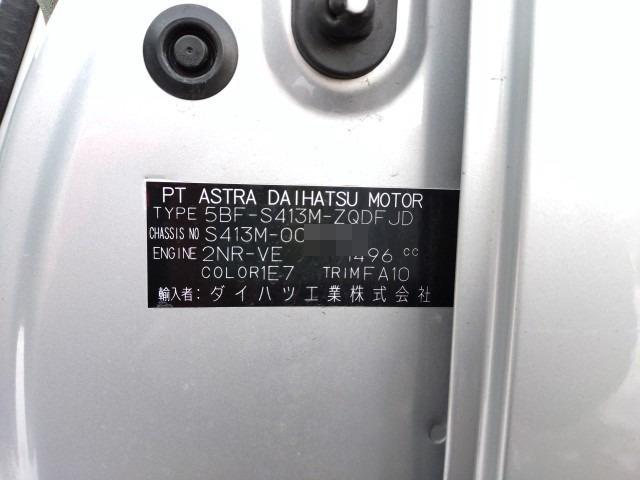 PT ASTRA DAIHATSU MOTOR
TYPE 5BF-S413M-ZQDFJD
CHASSIS NO S413M-00
ENGINE 2NR-VE 1496 cc
COLOR 1E7 TRIM FA10
輸入者: ダイハツ工業株式会社